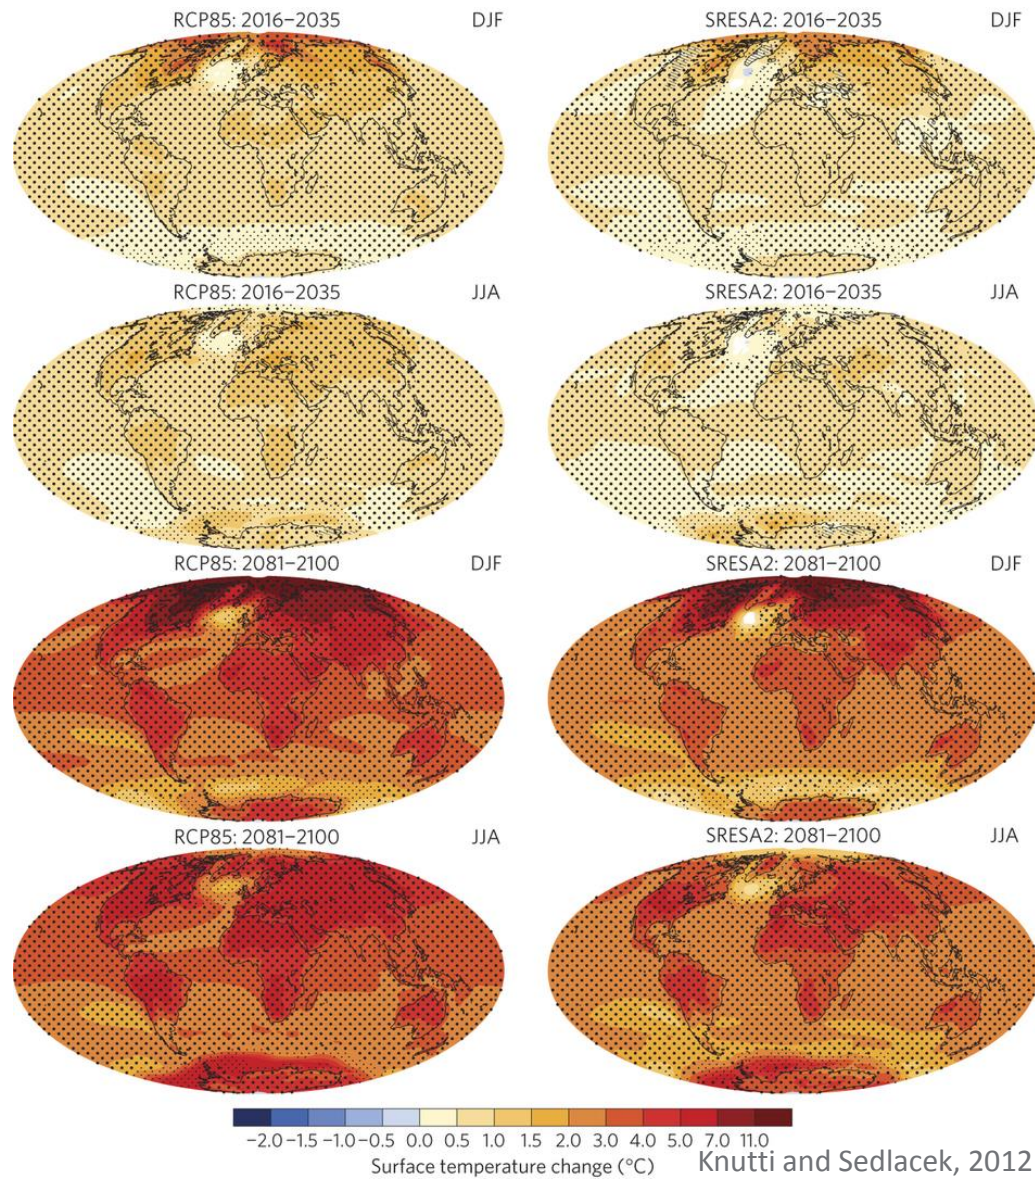 RCP85: 2016–2035 DJF SRESA2: 2016–2035 DJF
RCP85: 2016–2035 JJA SRESA2: 2016–2035 JJA
RCP85: 2081–2100 DJF SRESA2: 2081–2100 DJF
RCP85: 2081–2100 JJA SRESA2: 2081–2100 JJA
−2.0 −1.5 −1.0 −0.5 0.0 0.5 1.0 1.5 2.0 3.0 4.0 5.0 7.0 11.0
Surface temperature change (°C)
Knutti and Sedlacek, 2012